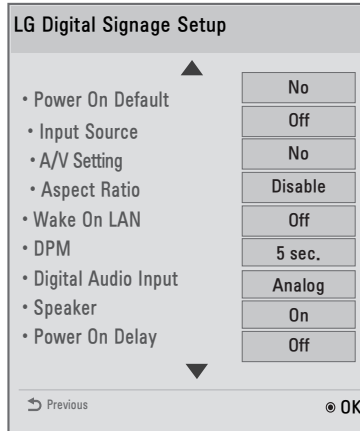 LG Digital Signage Setup
• Power On Default
• Input Source
• A/V Setting
• Aspect Ratio
• Wake On LAN
• DPM
• Digital Audio Input
• Speaker
• Power On Delay
No
Off
No
Disable
Off
5 sec.
Analog
On
Off
Previous
OK